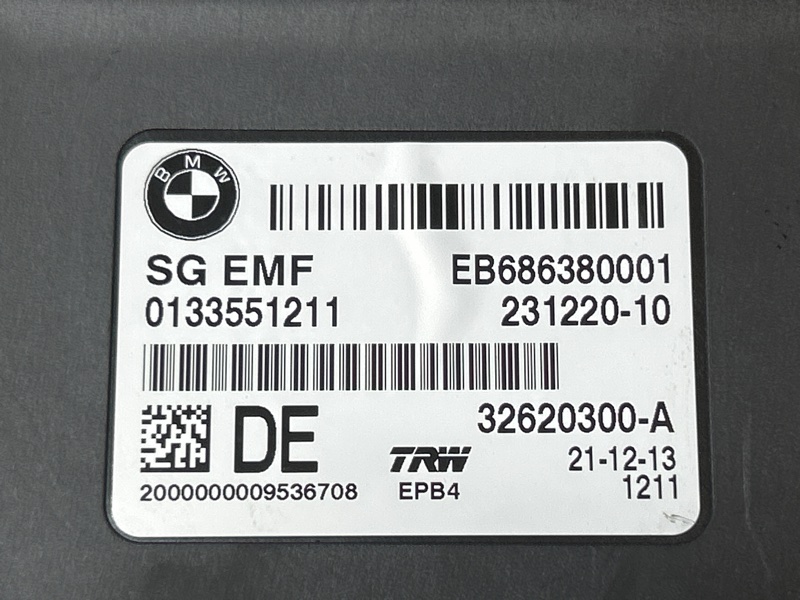 BMW
SG EMF EB686380001
0133551211 231220-10
DE 32620300-A
TRW 21-12-13
2000000009536708 EPB4 1211